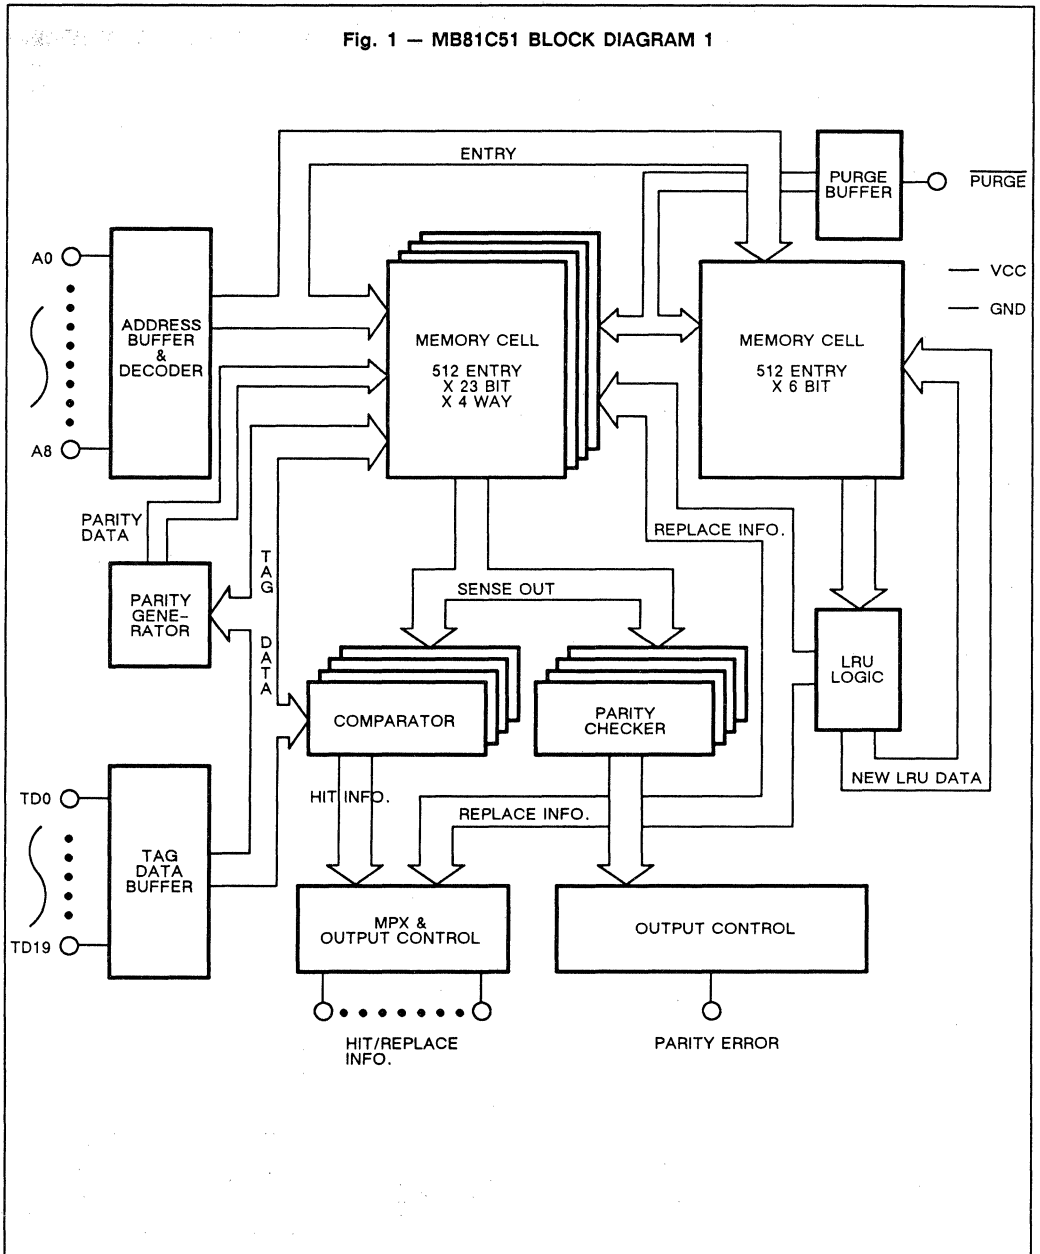 Fig. 1 — MB81C51 BLOCK DIAGRAM 1
ENTRY
PURGE
BUFFER
PURGE
A0
VCC
GND
ADDRESS
BUFFER
&
DECODER
MEMORY CELL
512 ENTRY
X 23 BIT
X 4 WAY
MEMORY CELL
512 ENTRY
X 6 BIT
A8
PARITY
DATA
REPLACE INFO.
TAG
DATA
SENSE OUT
PARITY
GENE-
RATOR
LRU
LOGIC
COMPARATOR
PARITY
CHECKER
NEW LRU DATA
TD0
HIT INFO.
REPLACE INFO.
TAG
DATA
BUFFER
TD19
MPX &
OUTPUT CONTROL
OUTPUT CONTROL
HIT/REPLACE
INFO.
PARITY ERROR